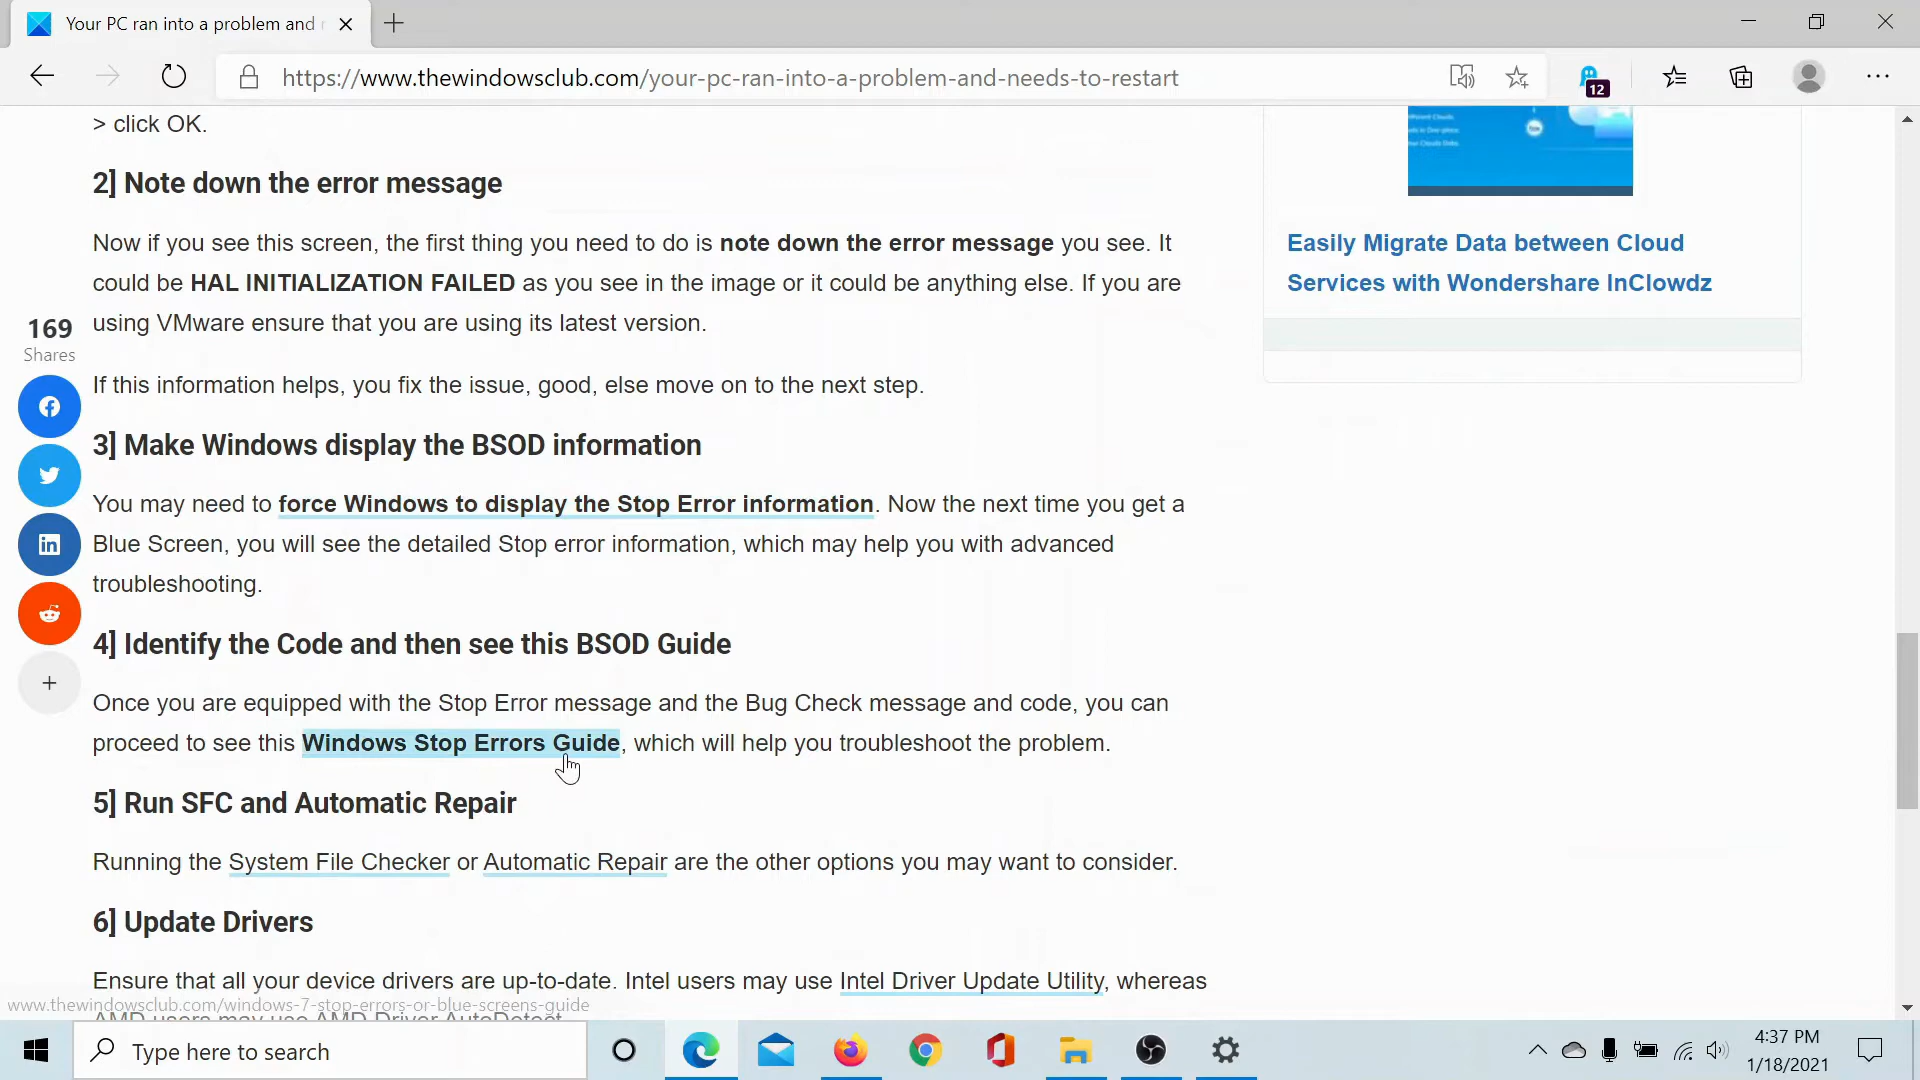 Your PC ran into a problem and
https://www.thewindowsclub.com/your-pc-ran-into-a-problem-and-needs-to-restart
12
> click OK.
2] Note down the error message
Now if you see this screen, the first thing you need to do is note down the error message you see. It
could be HAL INITIALIZATION FAILED as you see in the image or it could be anything else. If you are
using VMware ensure that you are using its latest version.
If this information helps, you fix the issue, good, else move on to the next step.
3] Make Windows display the BSOD information
You may need to force Windows to display the Stop Error information. Now the next time you get a
Blue Screen, you will see the detailed Stop error information, which may help you with advanced
troubleshooting.
4] Identify the Code and then see this BSOD Guide
Once you are equipped with the Stop Error message and the Bug Check message and code, you can
proceed to see this Windows Stop Errors Guide, which will help you troubleshoot the problem.
5] Run SFC and Automatic Repair
Running the System File Checker or Automatic Repair are the other options you may want to consider.
6] Update Drivers
Ensure that all your device drivers are up-to-date. Intel users may use Intel Driver Update Utility, whereas
AMD users may use AMD Driver AutoDetect.
169
Shares
Easily Migrate Data between Cloud
Services with Wondershare InClowdz
www.thewindowsclub.com/windows-7-stop-errors-or-blue-screens-guide
Type here to search
4:37 PM
1/18/2021